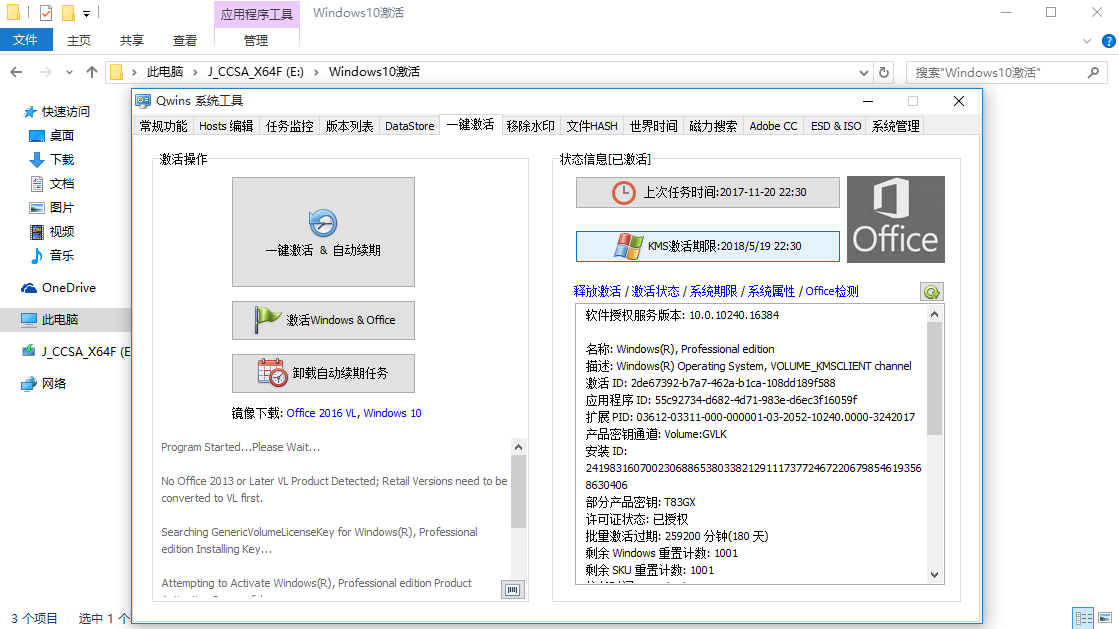 应用程序工具 Windows10激活
文件 主页 共享 查看 管理
此电脑 J_CCSA_X64F (E:) Windows10激活 搜索"Windows10激活"
快速访问
桌面
下载
文档
图片
视频
音乐
OneDrive
此电脑
J_CCSA_X64F (E
网络
3 个项目 选中 1 个
Qwins 系统工具
常规功能 Hosts 编辑 任务监控 版本列表 DataStore 一键激活 移除水印 文件HASH 世界时间 磁力搜索 Adobe CC ESD & ISO 系统管理
激活操作
一键激活 & 自动续期
激活Windows & Office
卸载自动续期任务
镜像下载: Office 2016 VL, Windows 10
Program Started...Please Wait...
No Office 2013 or Later VL Product Detected; Retail Versions need to be
converted to VL first.
Searching GenericVolumeLicenseKey for Windows(R), Professional
edition Installing Key...
Attempting to Activate Windows(R), Professional edition Product
状态信息[已激活]
上次任务时间:2017-11-20 22:30
KMS激活期限:2018/5/19 22:30
Office
释放激活 / 激活状态 / 系统期限 / 系统属性 / Office检测
软件授权服务版本: 10.0.10240.16384
名称: Windows(R), Professional edition
描述: Windows(R) Operating System, VOLUME_KMSCLIENT channel
激活 ID: 2de67392-b7a7-462a-b1ca-108dd189f588
应用程序 ID: 55c92734-d682-4d71-983e-d6ec3f16059f
扩展 PID: 03612-03311-000-000001-03-2052-10240.0000-3242017
产品密钥通道: Volume:GVLK
安装 ID:
24198316070023068865380338212911173772467220679854619356
8630406
部分产品密钥: T83GX
许可证状态: 已授权
批量激活过期: 259200 分钟(180 天)
剩余 Windows 重置计数: 1001
剩余 SKU 重置计数: 1001